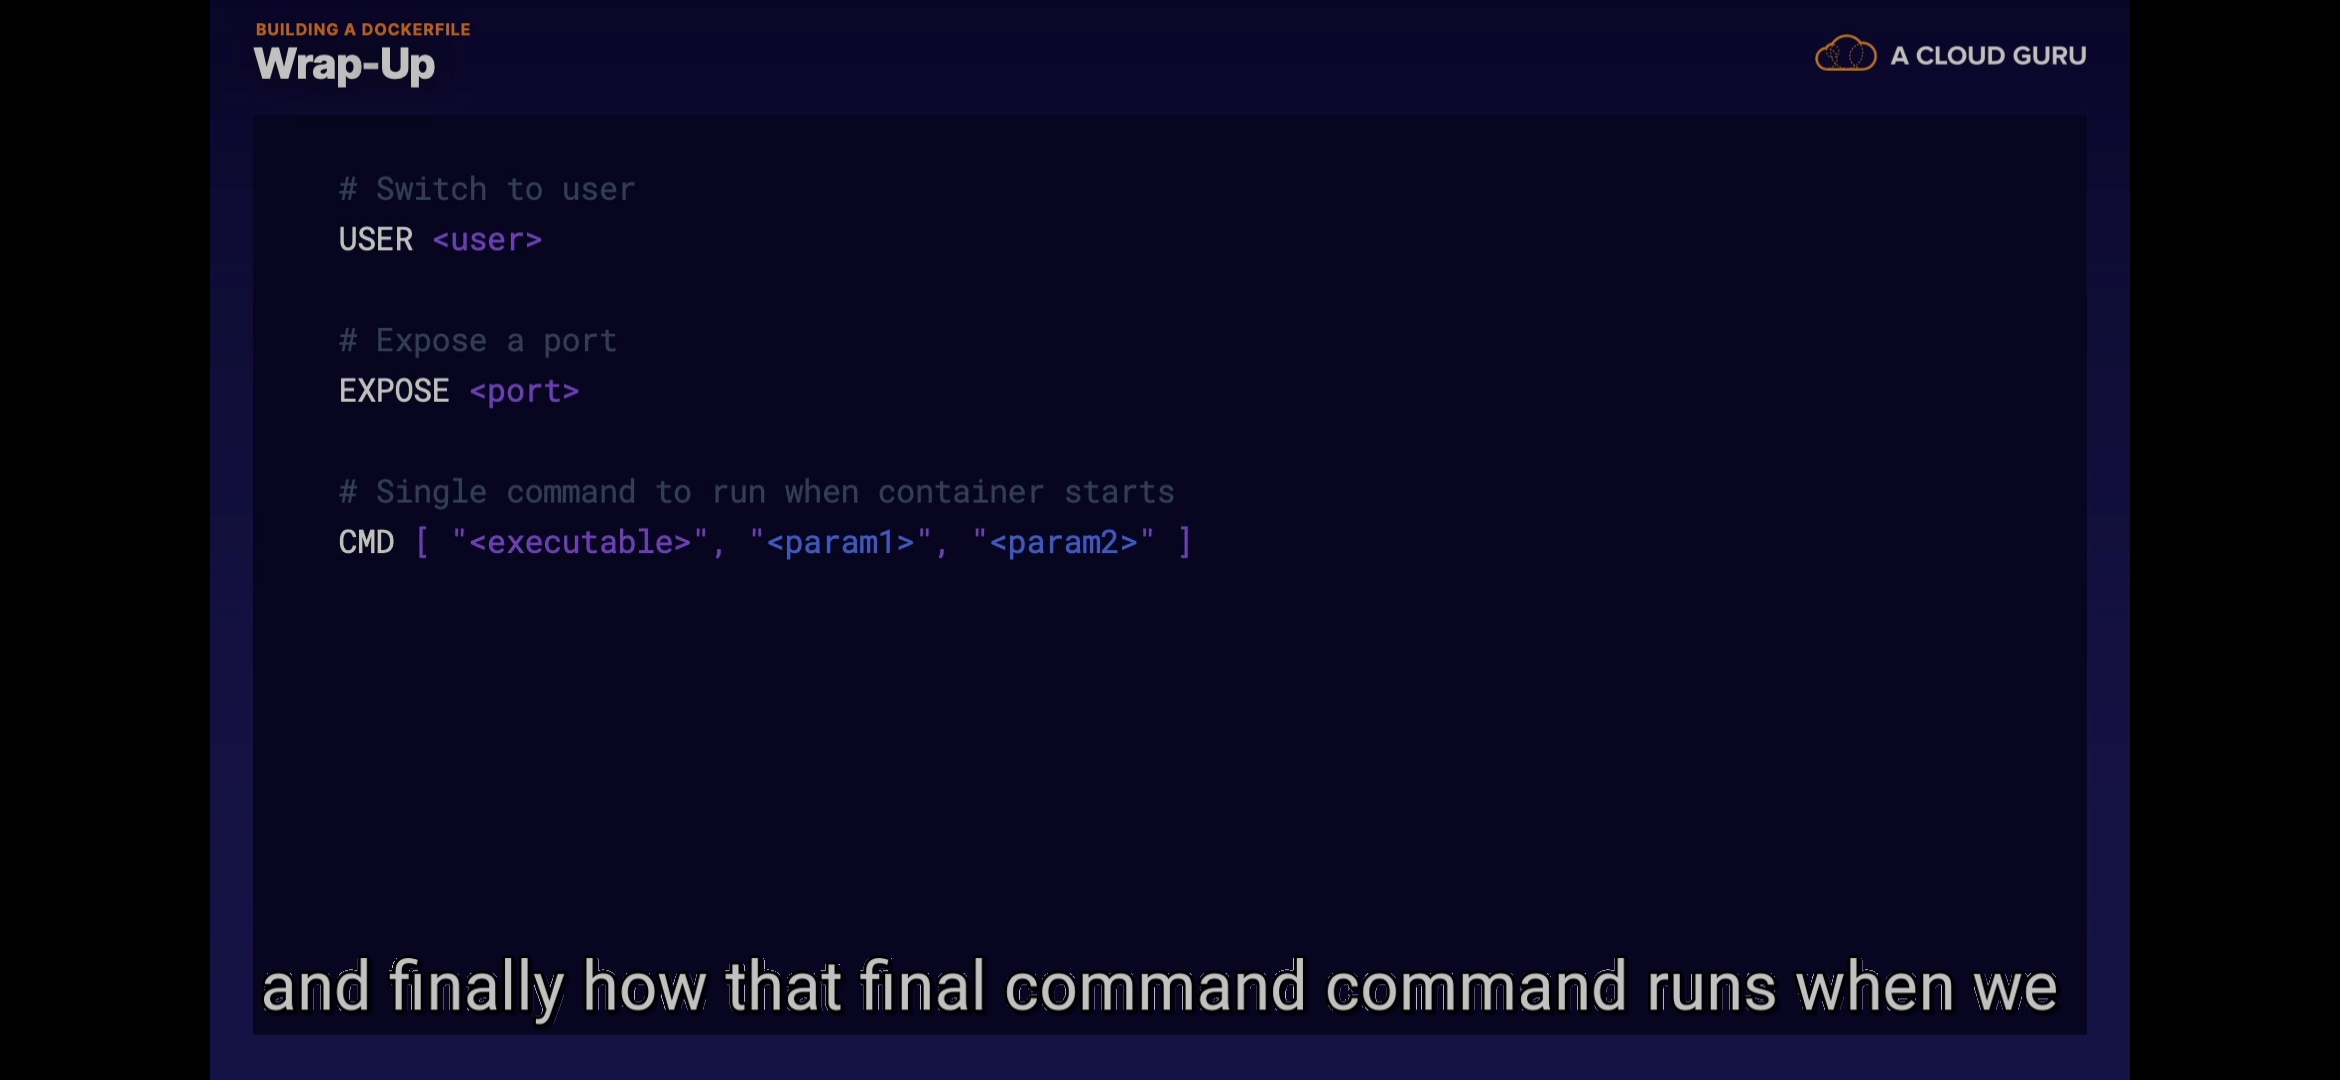 BUILDING A DOCKERFILE
Wrap-Up
A CLOUD GURU
# Switch to user
USER <user>
# Expose a port
EXPOSE <port>
# Single command to run when container starts
CMD [ "<executable>", "<param1>", "<param2>" ]
and finally how that final command command runs when we